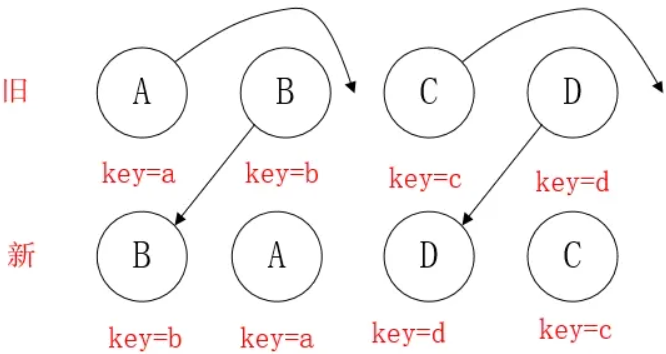 旧 A B C D
key=a key=b key=c key=d
新 B A D C
key=b key=a key=d key=c